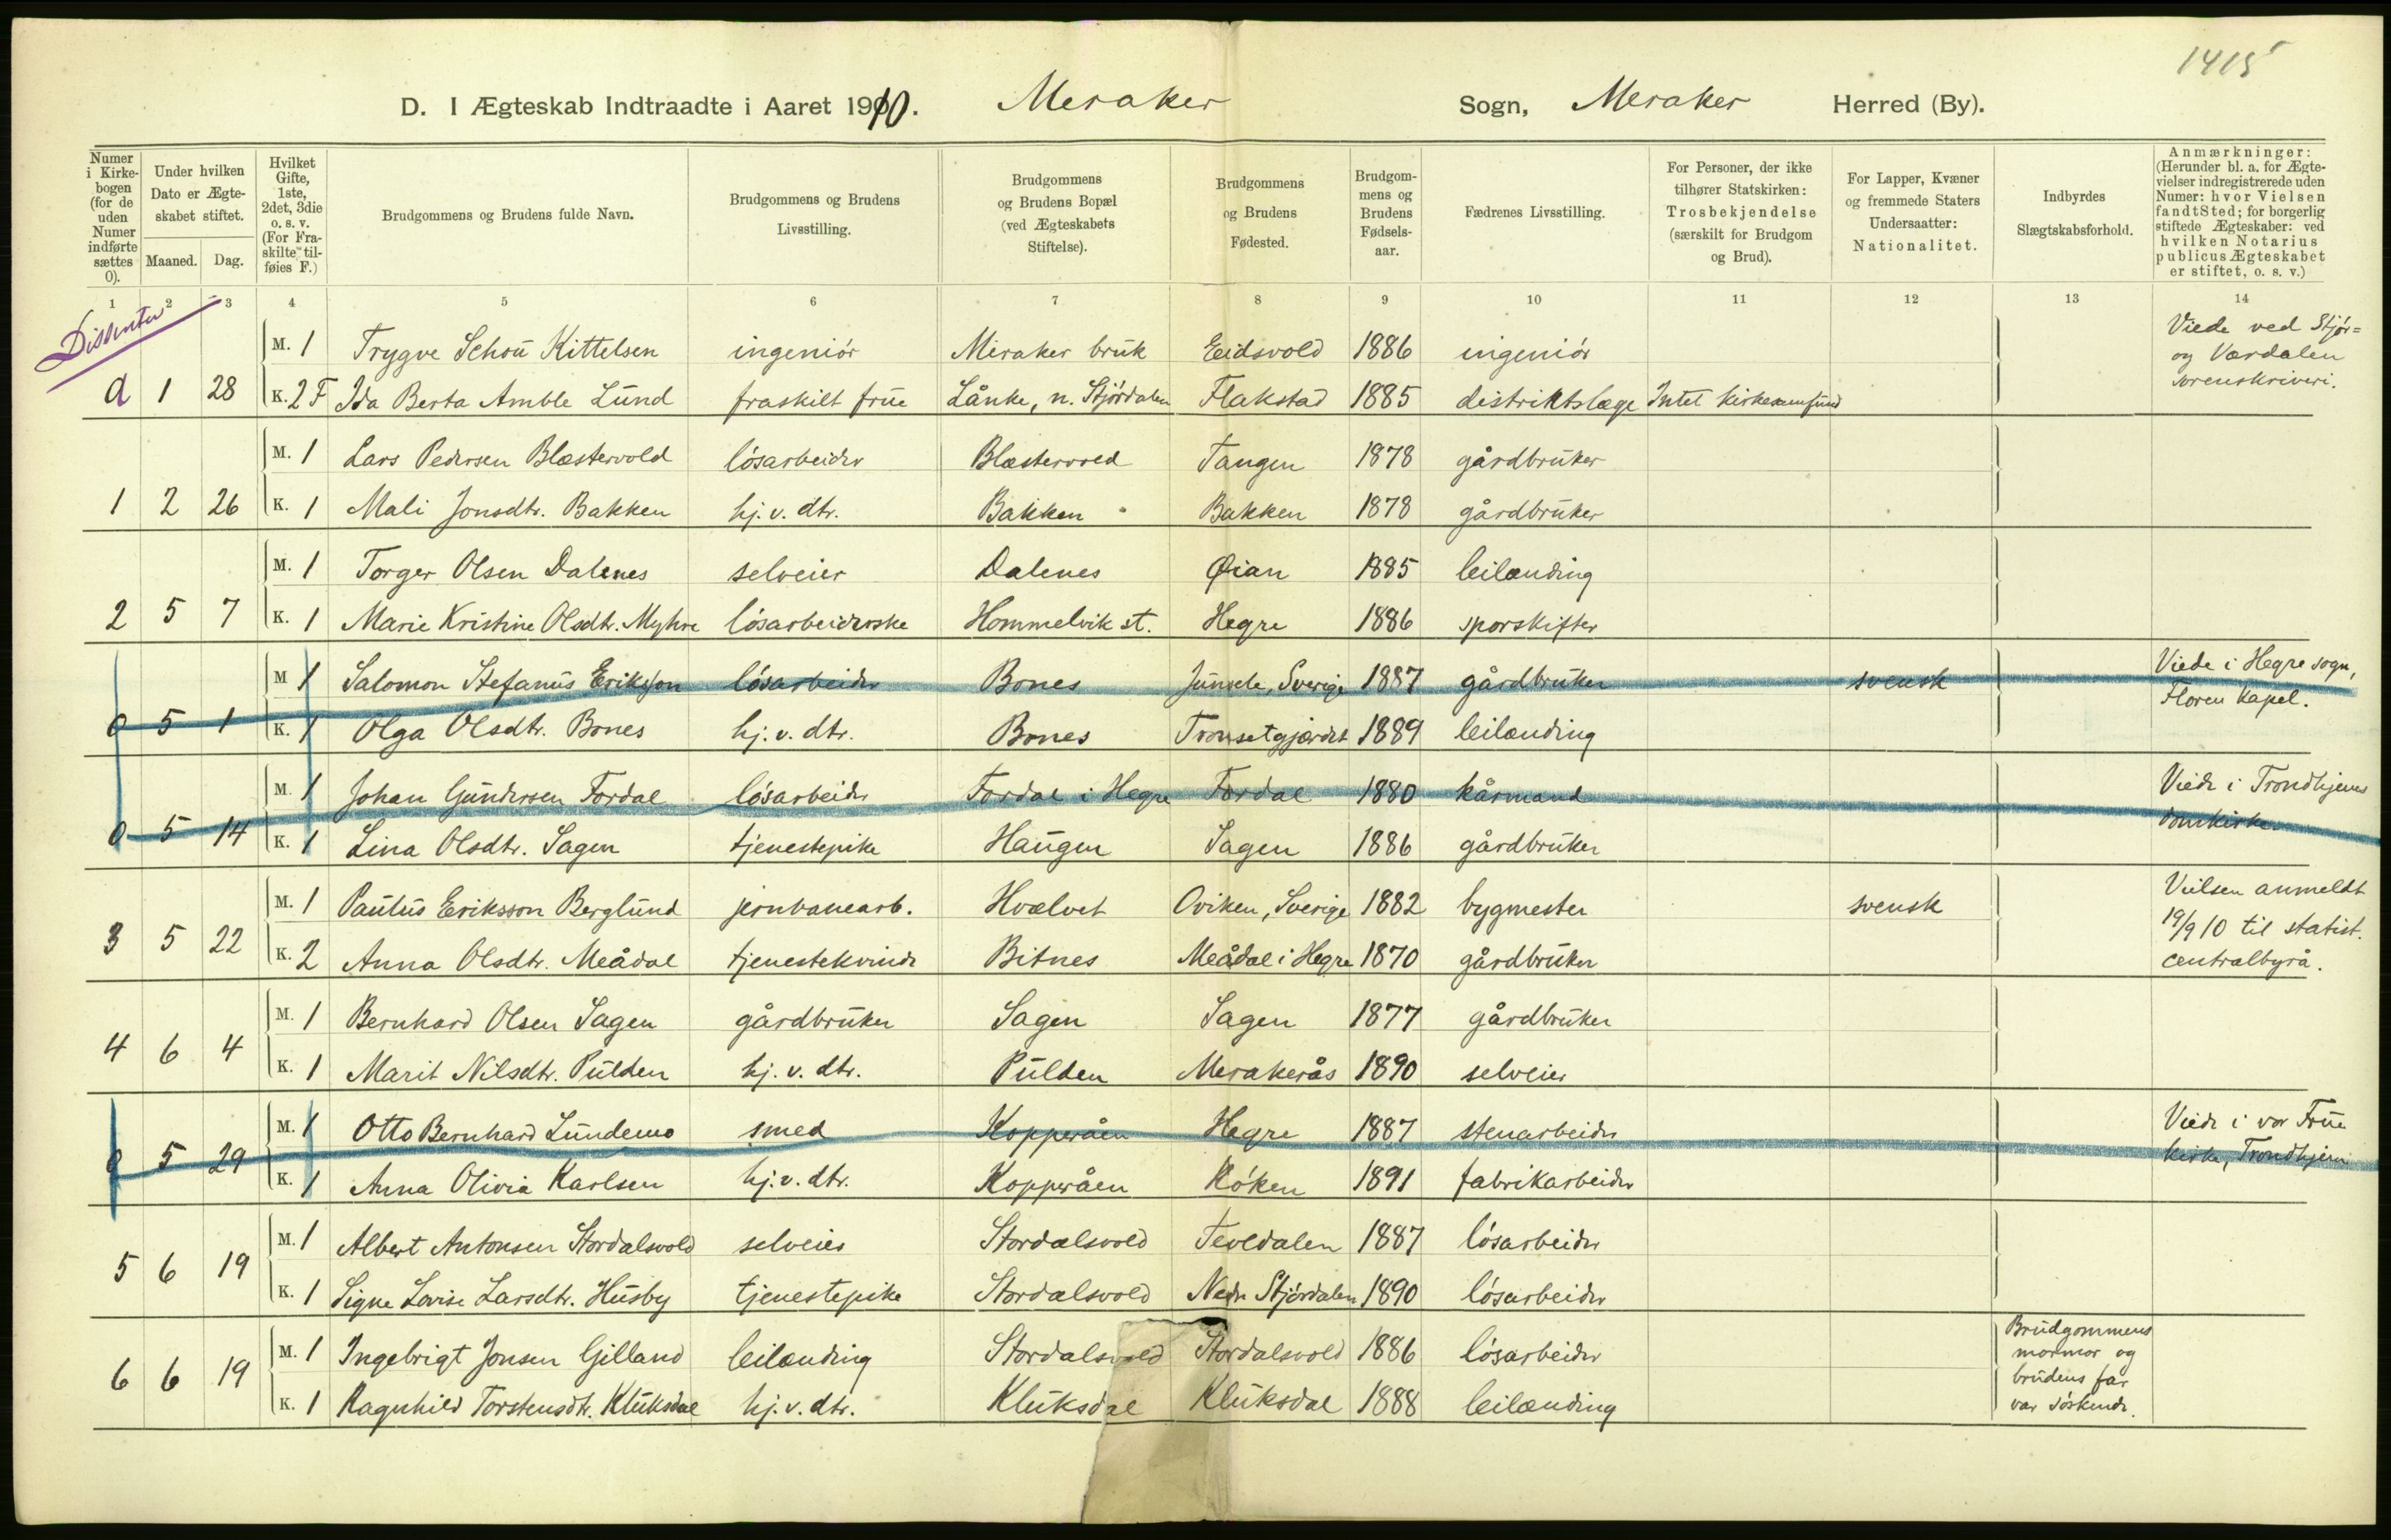 1415
D. I Ægteskab Indtraadte i Aaret 1910. Meraker Sogn, Meraker Herred (By).
Numer i Kirkebogen (for de uden Numer indførte sættes 0).
Under hvilken Dato er Ægteskabet stiftet. Maaned. Dag.
Hvilket Gifte, 1ste, 2det, 3die o. s. v. (For Fraskilte tilføies F.)
Brudgommens og Brudens fulde Navn.
Brudgommens og Brudens Livsstilling.
Brudgommens og Brudens Bopæl (ved Ægteskabets Stiftelse).
Brudgommens og Brudens Fødested.
Brudgommens og Brudens Fødselsaar.
Fædrenes Livsstilling.
For Personer, der ikke tilhører Statskirken: Trosbekjendelse (særskilt for Brudgom og Brud).
For Lapper, Kvæner og fremmede Staters Undersaatter: Nationalitet.
Indbyrdes Slægtskabsforhold.
Anmærkninger: (Herunder bl. a. for Ægtevielser indregistrerede uden Numer: hvor Vielsen fandt Sted; for borgerlig stiftede Ægteskaber: ved hvilken Notarius publicus Ægteskabet er stiftet, o. s. v.)
1 2 3 4 5 6 7 8 9 10 11 12 13 14
Dissenter
M. 1 Trygve Schou Kittelsen ingeniör Meraker bruk Eidsvold 1886 ingeniör Viede ved Stjør- og Værdalen sorenskriveri.
a 1 28 K. 2 F Ida Berta Amble Lund fraskilt frue Lånke, n. Stjördalen Flakstad 1885 distriktslæge Intet kirkesamfund
M. 1 Lars Pedersen Blæstervold lösarbeider Blæstervold Tangen 1878 gårdbruker
1 2 26 K. 1 Mali Jonsdtr. Bakken hj. v. dtr. Bakken Bakken 1878 gårdbruker
M. 1 Torger Olsen Dalenes selveier Dalenes Øian 1885 leilænding
2 5 7 K. 1 Marie Kristine Olsdtr. Myhre lösarbeiderske Hommelvik st. Hegre 1886 sporskifter
M 1 Salomon Stefanus Eriksson lösarbeider Bones Junsele, Sverige 1887 gårdbruker svensk Viede i Hegre sogn, Floren kapel.
0 5 1 K. 1 Olga Olsdtr. Bones hj. v. dtr. Bones Tronsetgjærdet 1889 leilænding
M. 1 Johan Gundersen Fordal lösarbeider Fordal i Hegre Fordal 1880 kårmand Viede i Trondhjems domkirke.
0 5 14 K. 1 Lina Olsdtr. Sagen tjenestepike Haugen Sagen 1886 gårdbruker
M. 1 Paulus Eriksson Berglund jernbanearb. Hvælvet Oviken, Sverige 1882 bygmester svensk Vielsen anmeldt 19/9 10 til statist. centralbyrå.
3 5 22 K. 2 Anna Olsdtr. Meådal tjenestekvinde Bitnes Meådal i Hegre 1870 gårdbruker
M. 1 Bernhard Olsen Sagen gårdbruker Sagen Sagen 1877 gårdbruker
4 6 4 K. 1 Marit Nilsdtr. Pulden hj. v. dtr. Pulden Merakerås 1890 selveier
M. 1 Otto Bernhard Lundemo smed Kopperåen Hegre 1887 stenarbeider Viede i vor Frue kirke, Trondhjem
0 5 29 K. 1 Anna Olivia Karlsen hj. v. dtr. Kopperåen Röken 1891 fabrikarbeider
M. 1 Albert Antonsen Stordalsvold selveier Stordalsvold Tevldalen 1887 lösarbeider
5 6 19 K. 1 Signe Lovise Larsdtr. Husby tjenestepike Stordalsvold Nedre Stjördalen 1890 lösarbeider
M. 1 Ingebrigt Jonsen Gilland leilænding Stordalsvold Stordalsvold 1886 lösarbeider Brudgommens mormor og brudens far var söskende.
6 6 19 K. 1 Ragnhild Torstensdtr. Kluksdal hj. v. dtr. Kluksdal Kluksdal 1888 leilænding